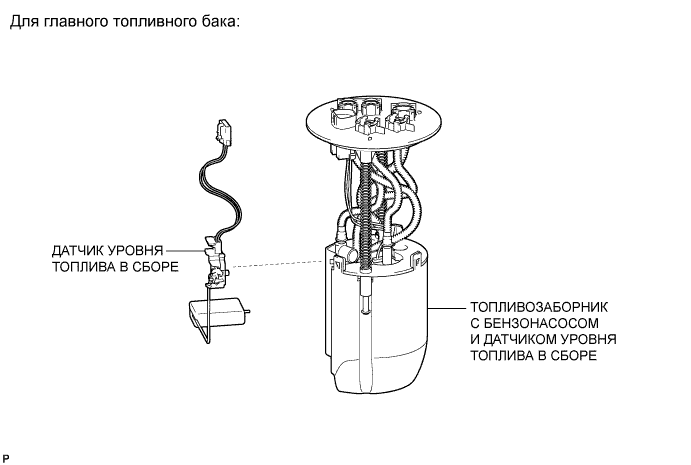 Для главного топливного бака:
ДАТЧИК УРОВНЯ
ТОПЛИВА В СБОРЕ
ТОПЛИВОЗАБОРНИК
С БЕНЗОНАСОСОМ
И ДАТЧИКОМ УРОВНЯ
ТОПЛИВА В СБОРЕ
P